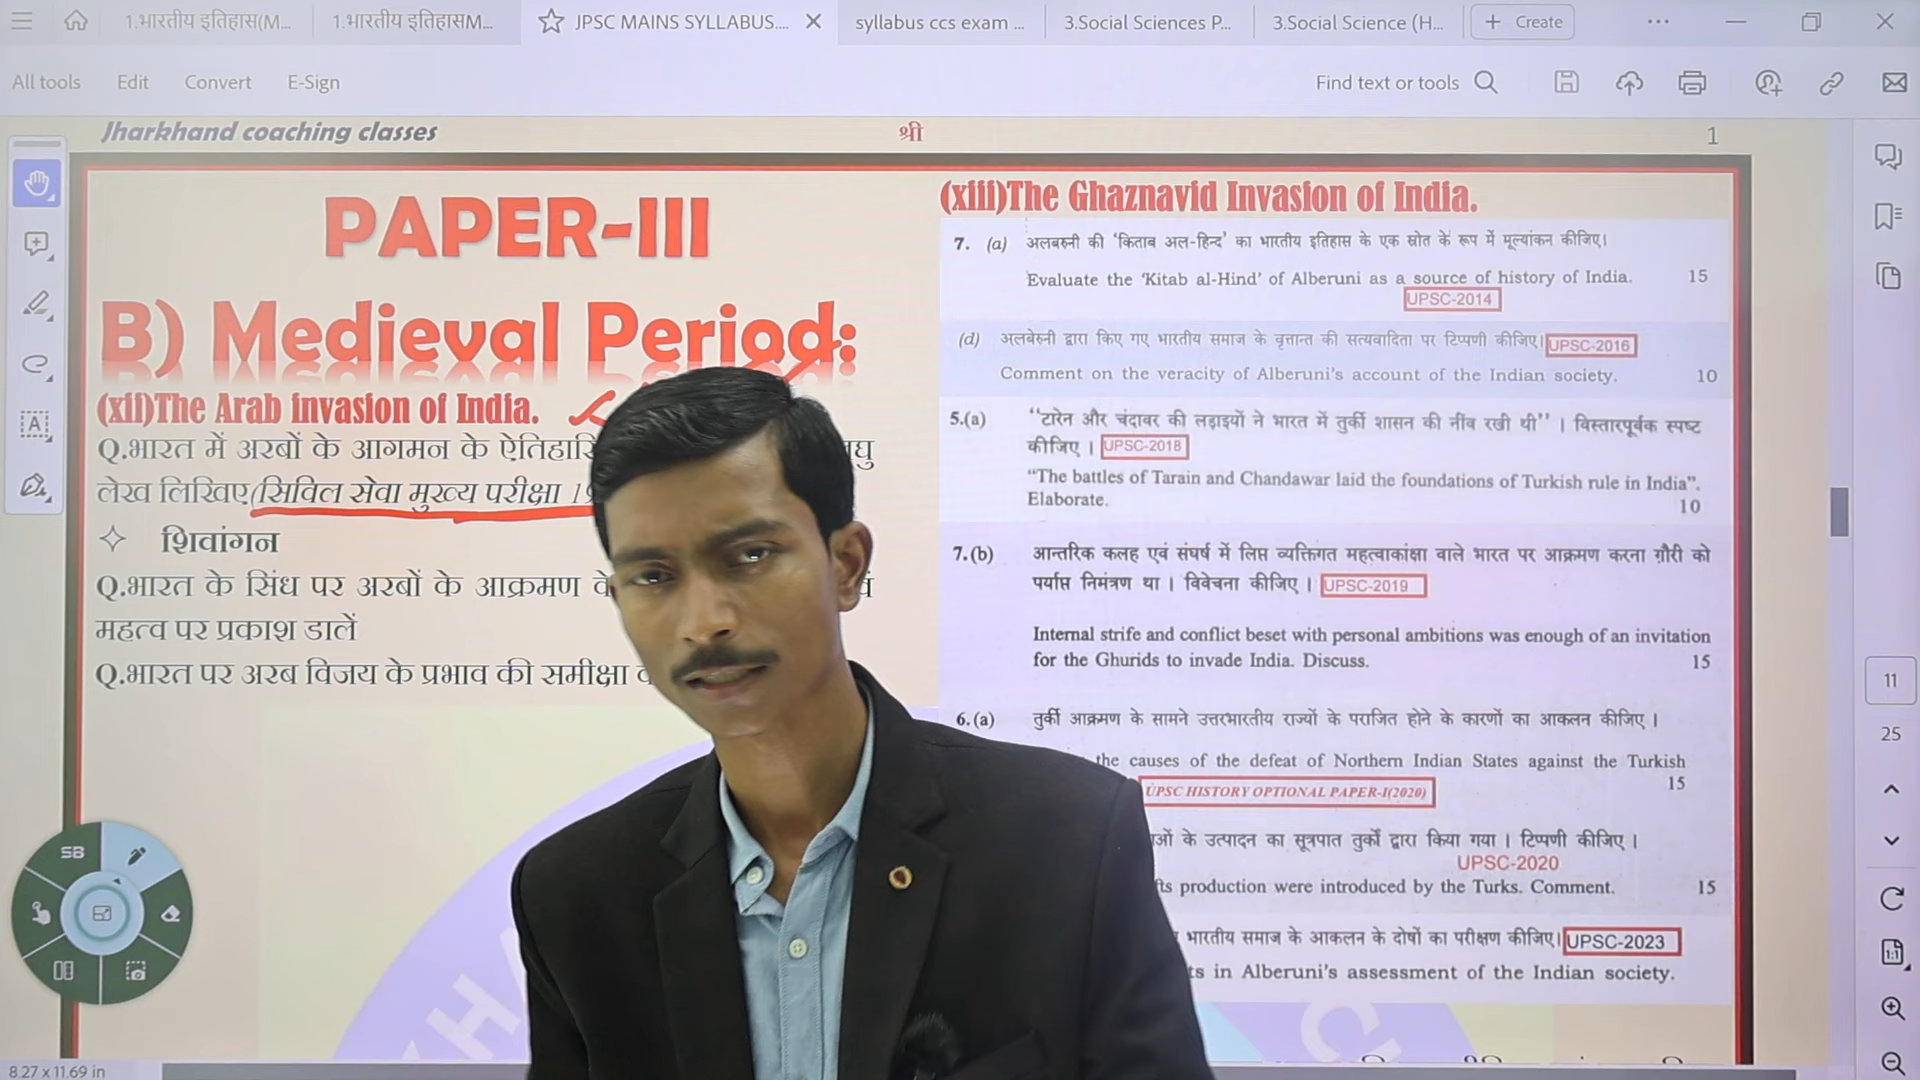 1.भारतीय इतिहास(M...
1.भारतीय इतिहासM...
JPSC MAINS SYLLABUS....
syllabus ccs exam ...
3.Social Sciences P...
3.Social Science (H...
Create
All tools
Edit
Convert
E-Sign
Find text or tools
Jharkhand coaching classes
श्री
1
PAPER-III
B) Medieval Period:
(xii)The Arab invasion of India.
Q.भारत में अरबों के आगमन के
लेख लिखिए(सिविल सेवा मुख्य परीक्षा
शिवांगन
Q.भारत के सिंध पर अरबों के आक्रमण
महत्व पर प्रकाश डालें
Q.भारत पर अरब विजय के प्रभाव की समीक्षा
(xiii)The Ghaznavid Invasion of India.
7. (a) अलबरुनी की ‘किताब अल-हिन्द’ का भारतीय इतिहास के एक स्रोत के रूप में मूल्यांकन कीजिए।
Evaluate the ‘Kitab al-Hind’ of Alberuni as a source of history of India. 15
UPSC-2014
(d) अलबेरुनी द्वारा किए गए भारतीय समाज के वृत्तान्त की सत्यवादिता पर टिप्पणी कीजिए। UPSC-2016
Comment on the veracity of Alberuni’s account of the Indian society. 10
5.(a) “टारेन और चंदावर की लड़ाइयों ने भारत में तुर्की शासन की नींव रखी थी” । विस्तारपूर्वक स्पष्ट
कीजिए । UPSC-2018
“The battles of Tarain and Chandawar laid the foundations of Turkish rule in India”.
Elaborate. 10
7.(b) आन्तरिक कलह एवं संघर्ष में लिप्त व्यक्तिगत महत्वाकांक्षा वाले भारत पर आक्रमण करना ग़ौरी को
पर्याप्त निमंत्रण था । विवेचना कीजिए । UPSC-2019
Internal strife and conflict beset with personal ambitions was enough of an invitation
for the Ghurids to invade India. Discuss. 15
6.(a) तुर्की आक्रमण के सामने उत्तरभारतीय राज्यों के पराजित होने के कारणों का आकलन कीजिए ।
the causes of the defeat of Northern Indian States against the Turkish
15
UPSC HISTORY OPTIONAL PAPER-I(2020)
के उत्पादन का सूत्रपात तुर्कों द्वारा किया गया । टिप्पणी कीजिए ।
UPSC-2020
production were introduced by the Turks. Comment. 15
भारतीय समाज के आकलन के दोषों का परीक्षण कीजिए। UPSC-2023
in Alberuni’s assessment of the Indian society.
11
25
SB
8.27 x 11.69 in